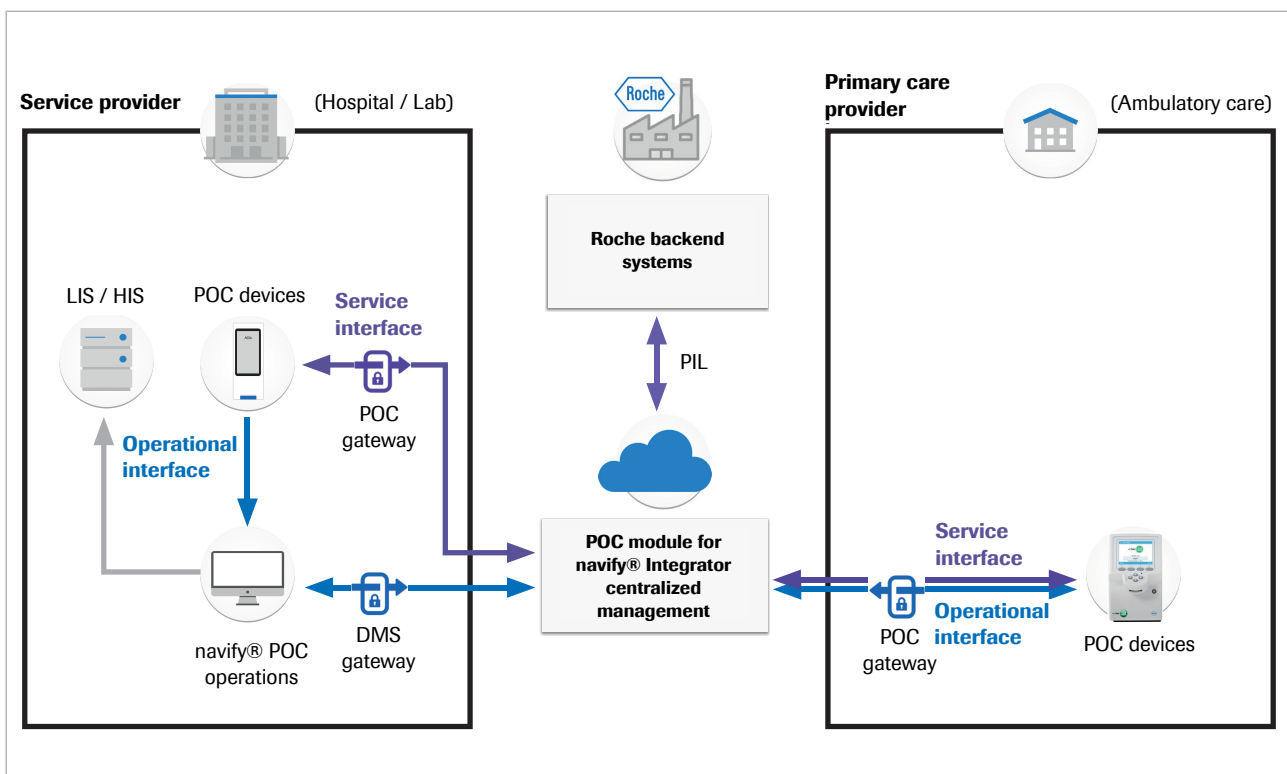 Service provider
(Hospital / Lab)
Roche
Primary care
provider
(Ambulatory care)
Roche backend
systems
LIS / HIS
POC devices
Service
interface
PIL
POC
gateway
Operational
interface
POC module for
navify® Integrator
centralized
management
Service
interface
navify® POC
operations
DMS
gateway
POC
gateway
Operational
interface
POC devices